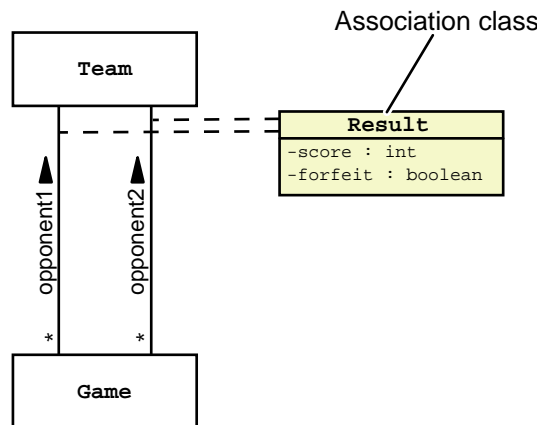 Association class
Team
Result
-score : int
-forfeit : boolean
opponent1
opponent2
*
*
Game